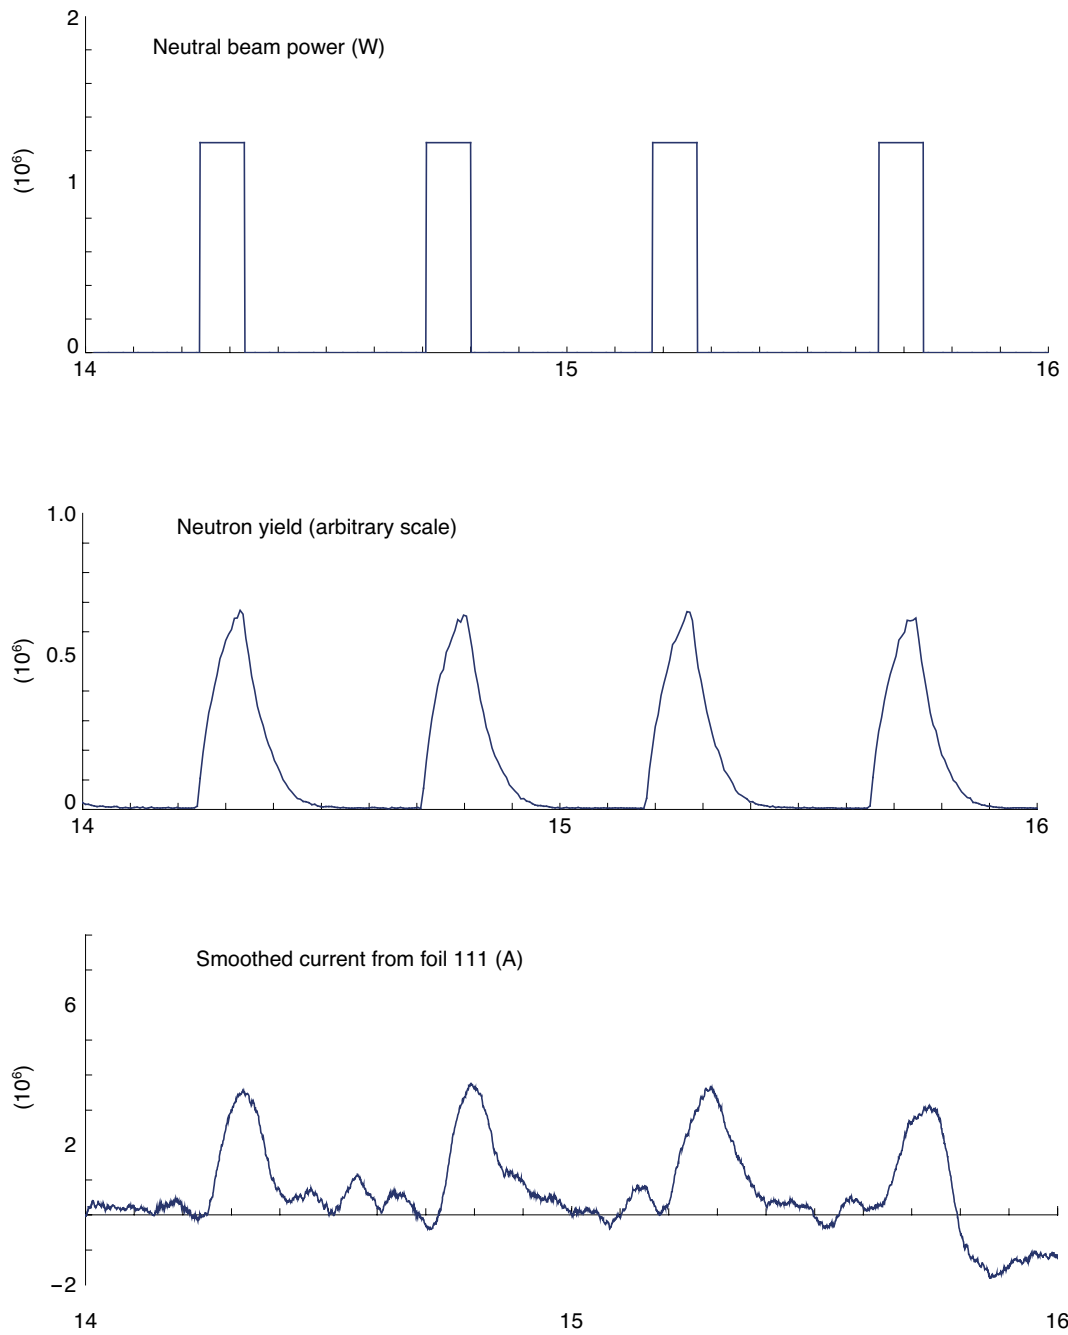 2
Neutral beam power (W)
(10⁶)
1
0
14 15 16
1.0
Neutron yield (arbitrary scale)
(10⁶)
0.5
0
14 15 16
Smoothed current from foil 111 (A)
6
(10⁶)
2
−2
14 15 16